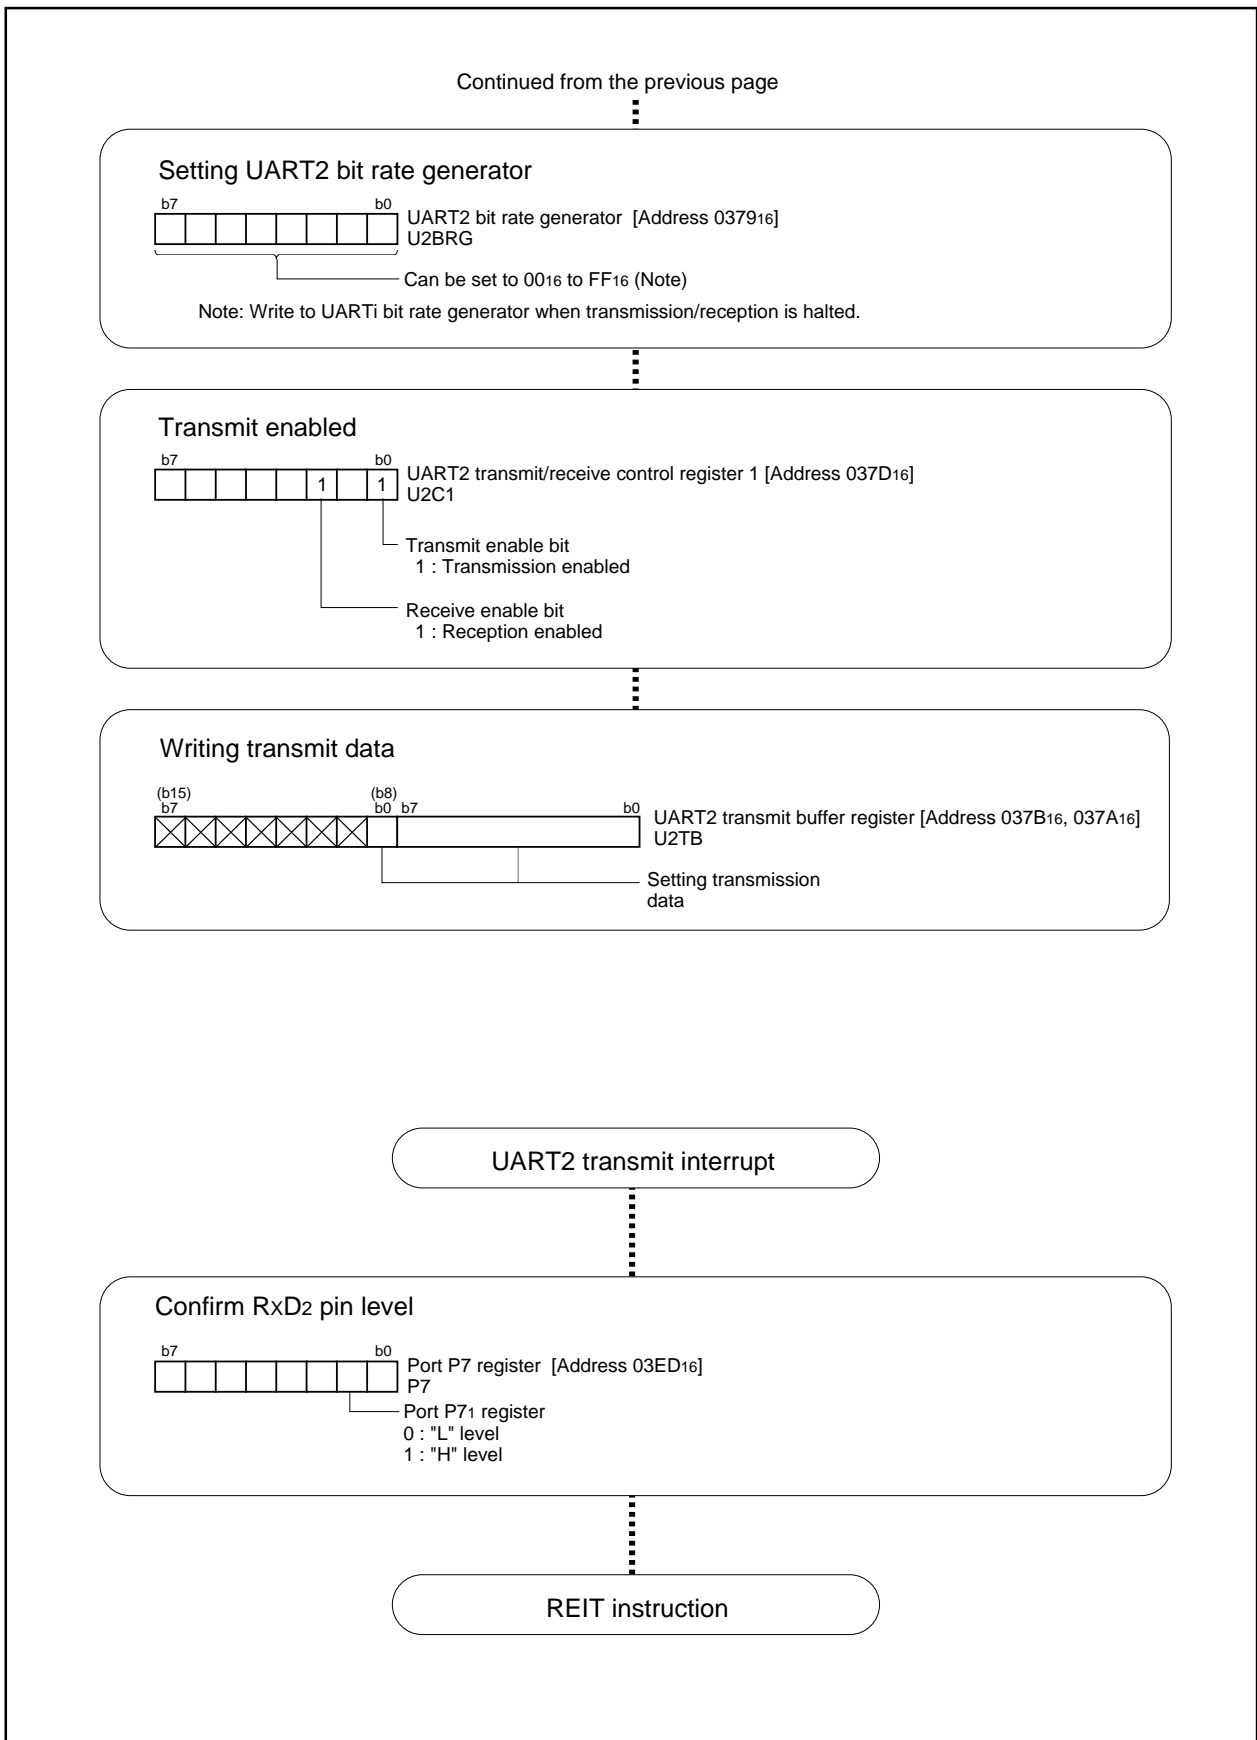 Continued from the previous page
Setting UART2 bit rate generator
b7 b0
UART2 bit rate generator [Address 037916]
U2BRG
Can be set to 0016 to FF16 (Note)
Note: Write to UARTi bit rate generator when transmission/reception is halted.
Transmit enabled
b7 b0
1 1
UART2 transmit/receive control register 1 [Address 037D16]
U2C1
Transmit enable bit
1 : Transmission enabled
Receive enable bit
1 : Reception enabled
Writing transmit data
(b15) (b8)
b7 b0 b7 b0
UART2 transmit buffer register [Address 037B16, 037A16]
U2TB
Setting transmission
data
UART2 transmit interrupt
Confirm RxD2 pin level
b7 b0
Port P7 register [Address 03ED16]
P7
Port P71 register
0 : "L" level
1 : "H" level
REIT instruction